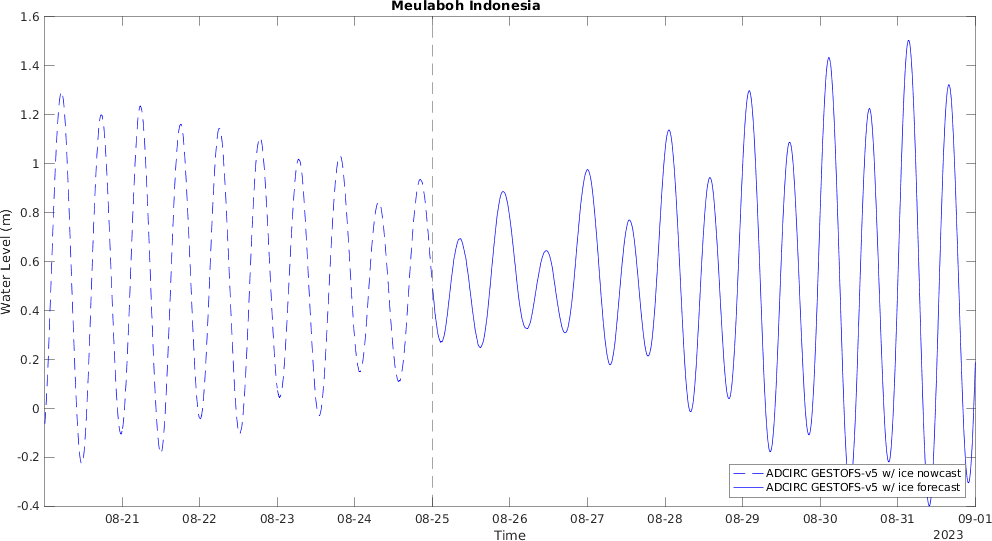 Meulaboh Indonesia
1.6
1.4
1.2
1
0.8
0.6
0.4
0.2
0
-0.2
-0.4
Water Level (m)
ADCIRC GESTOFS-v5 w/ ice nowcast
ADCIRC GESTOFS-v5 w/ ice forecast
08-21 08-22 08-23 08-24 08-25 08-26 08-27 08-28 08-29 08-30 08-31 09-01
Time
2023